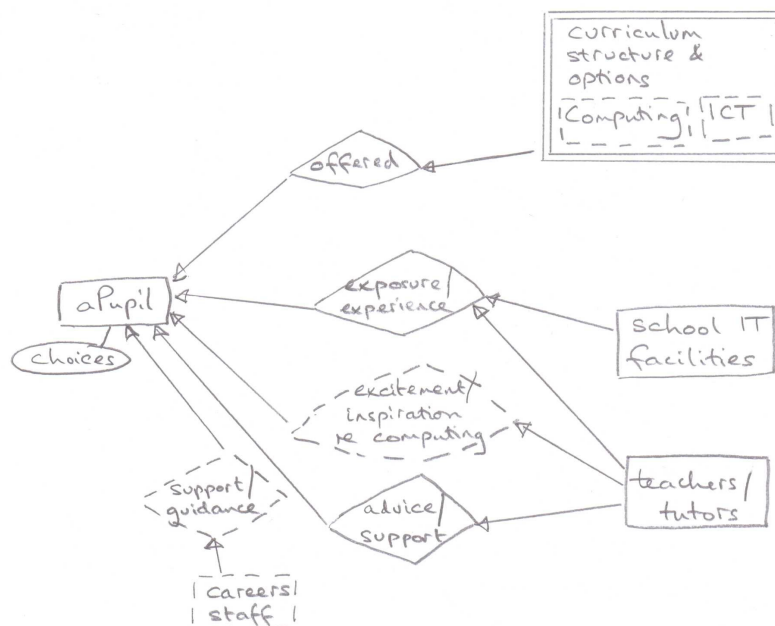 curriculum
structure &
options
Computing ICT
offered
exposure/
experience
aPupil
choices
school IT
facilities
excitement/
inspiration
re computing
support/
guidance
advice/
support
teachers/
tutors
careers
staff